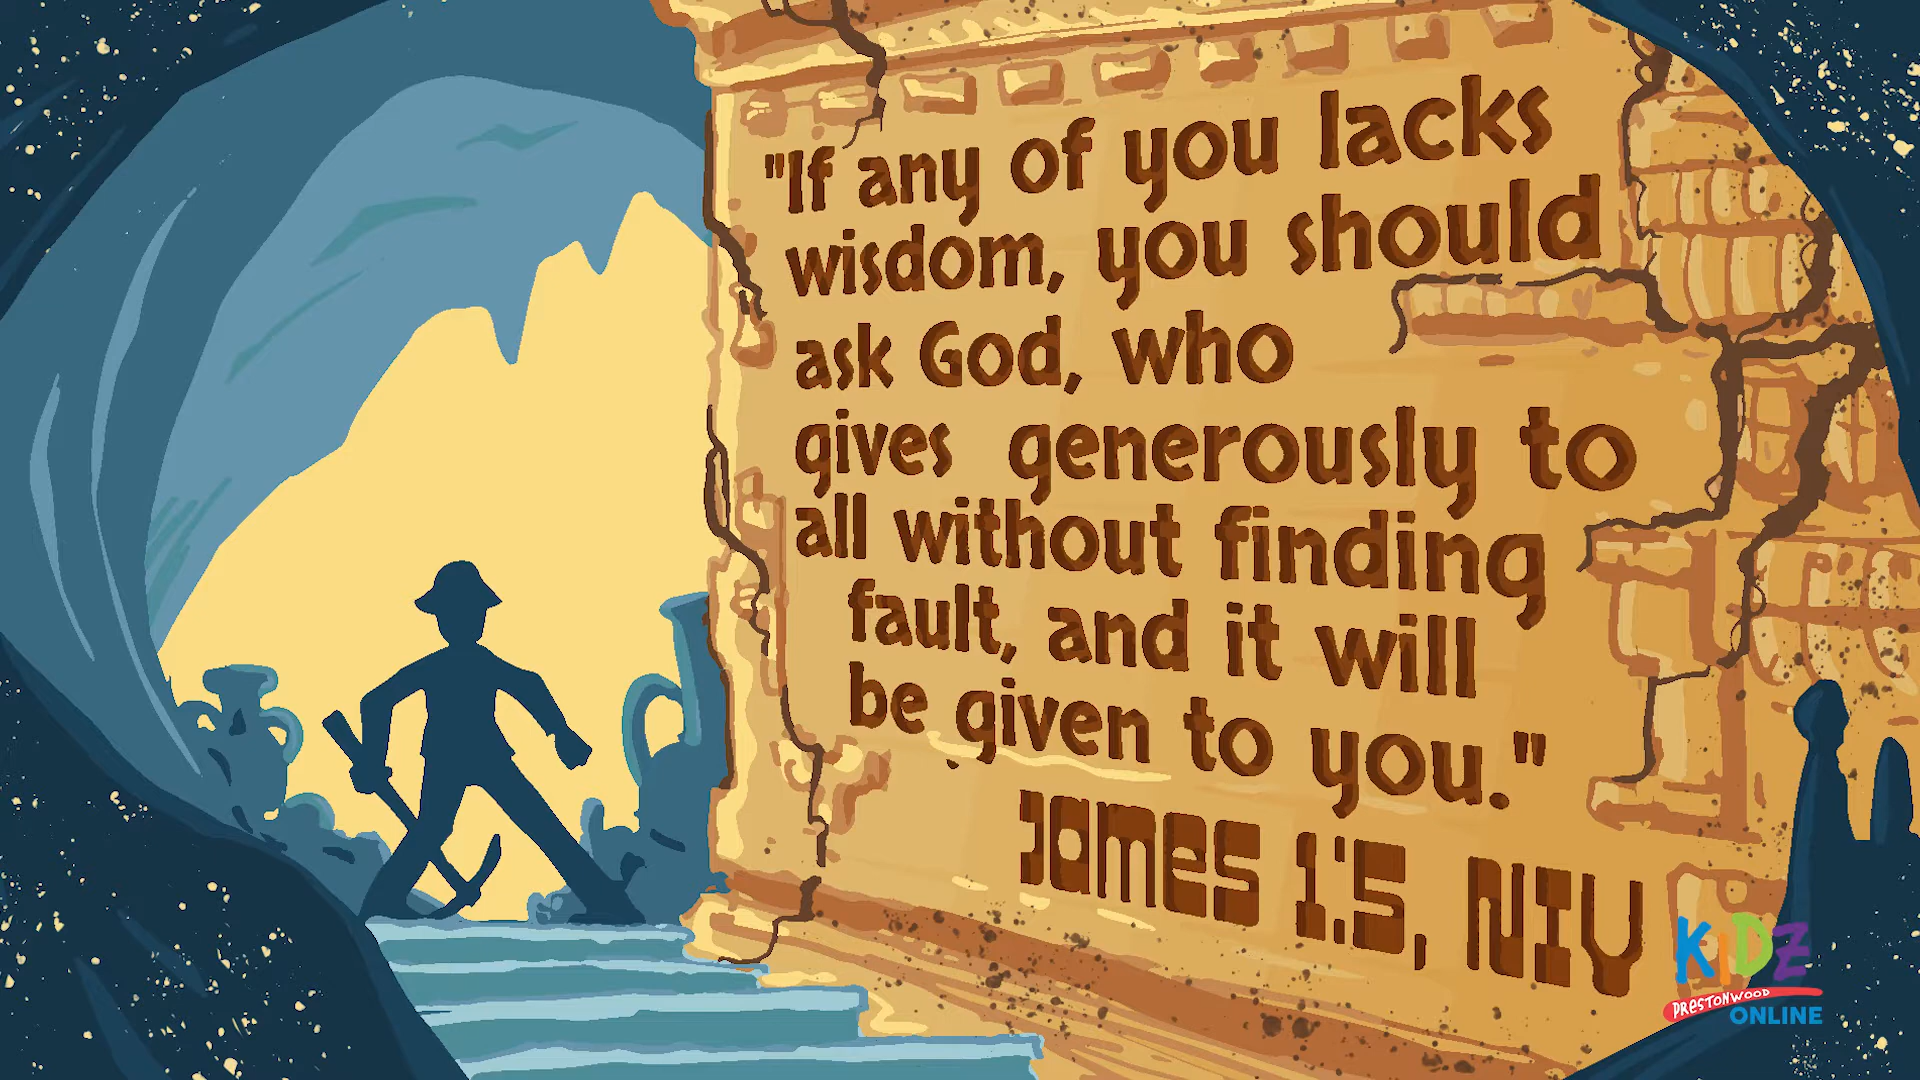 "If any of you lacks
wisdom, you should
ask God, who
gives generously to
all without finding
fault, and it will
be given to you."
James 1:5, NIV
KIDZ
PRESTONWOOD
ONLINE